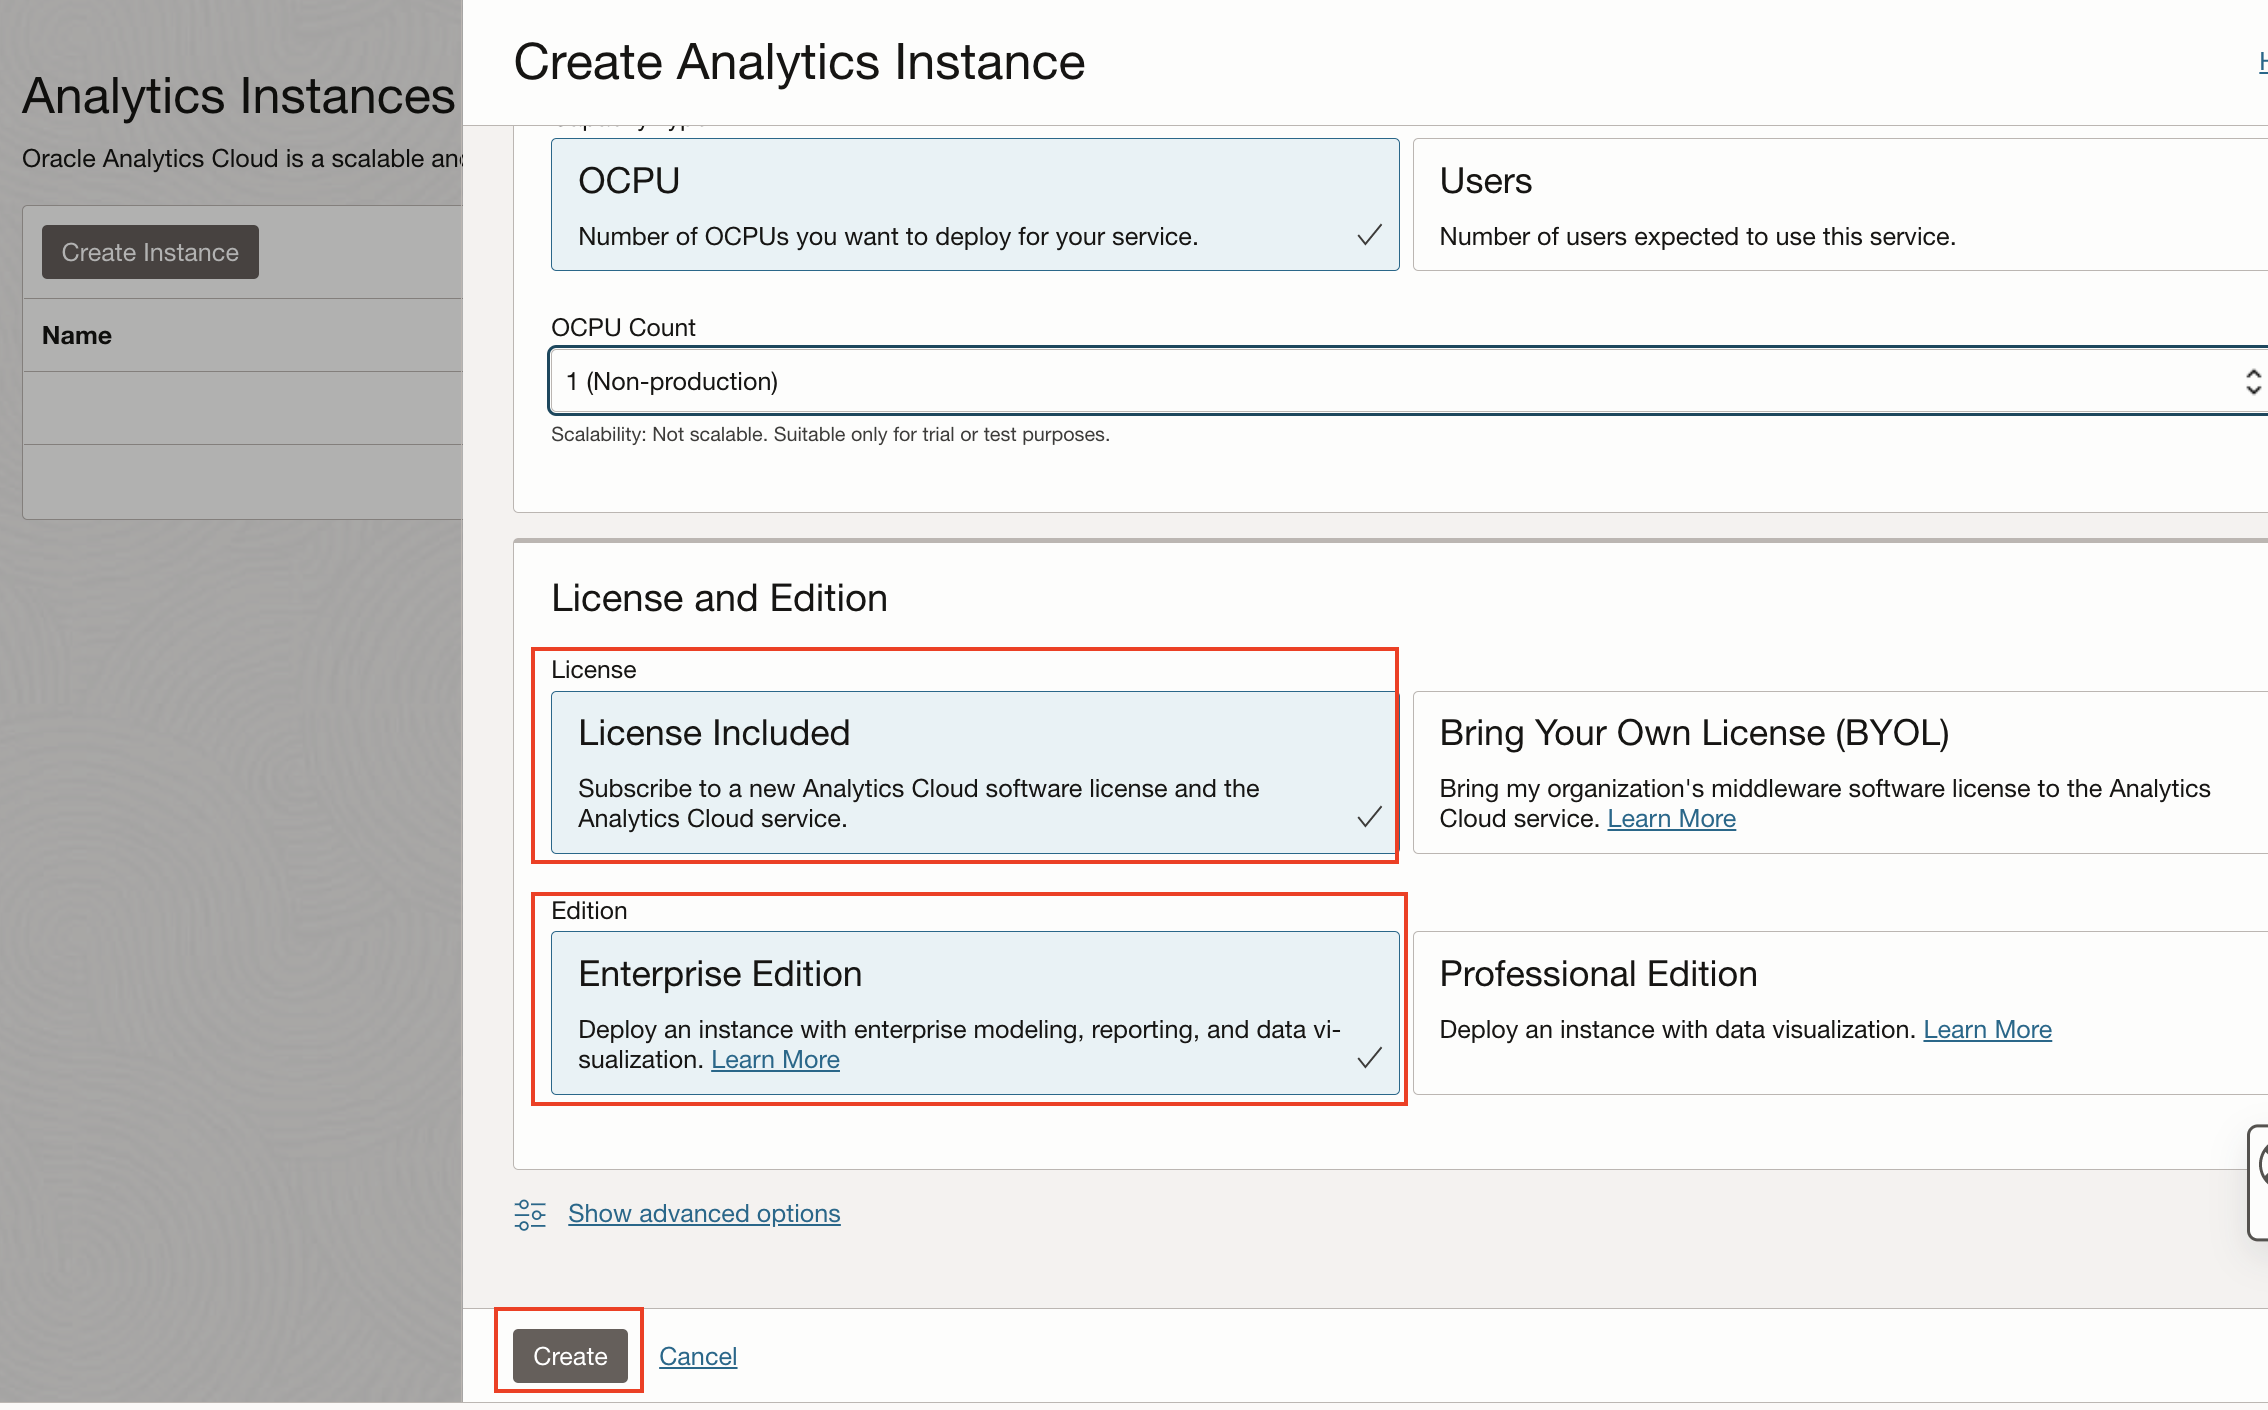 Create Analytics Instance
Analytics Instances
Oracle Analytics Cloud is a scalable
Create Instance
Name
OCPU
Number of OCPUs you want to deploy for your service.
Users
Number of users expected to use this service.
OCPU Count
1 (Non-production)
Scalability: Not scalable. Suitable only for trial or test purposes.
License and Edition
License
License Included
Subscribe to a new Analytics Cloud software license and the
Analytics Cloud service.
Bring Your Own License (BYOL)
Bring my organization's middleware software license to the Analytics
Cloud service. Learn More
Edition
Enterprise Edition
Deploy an instance with enterprise modeling, reporting, and data vi-
sualization. Learn More
Professional Edition
Deploy an instance with data visualization. Learn More
Show advanced options
Create
Cancel